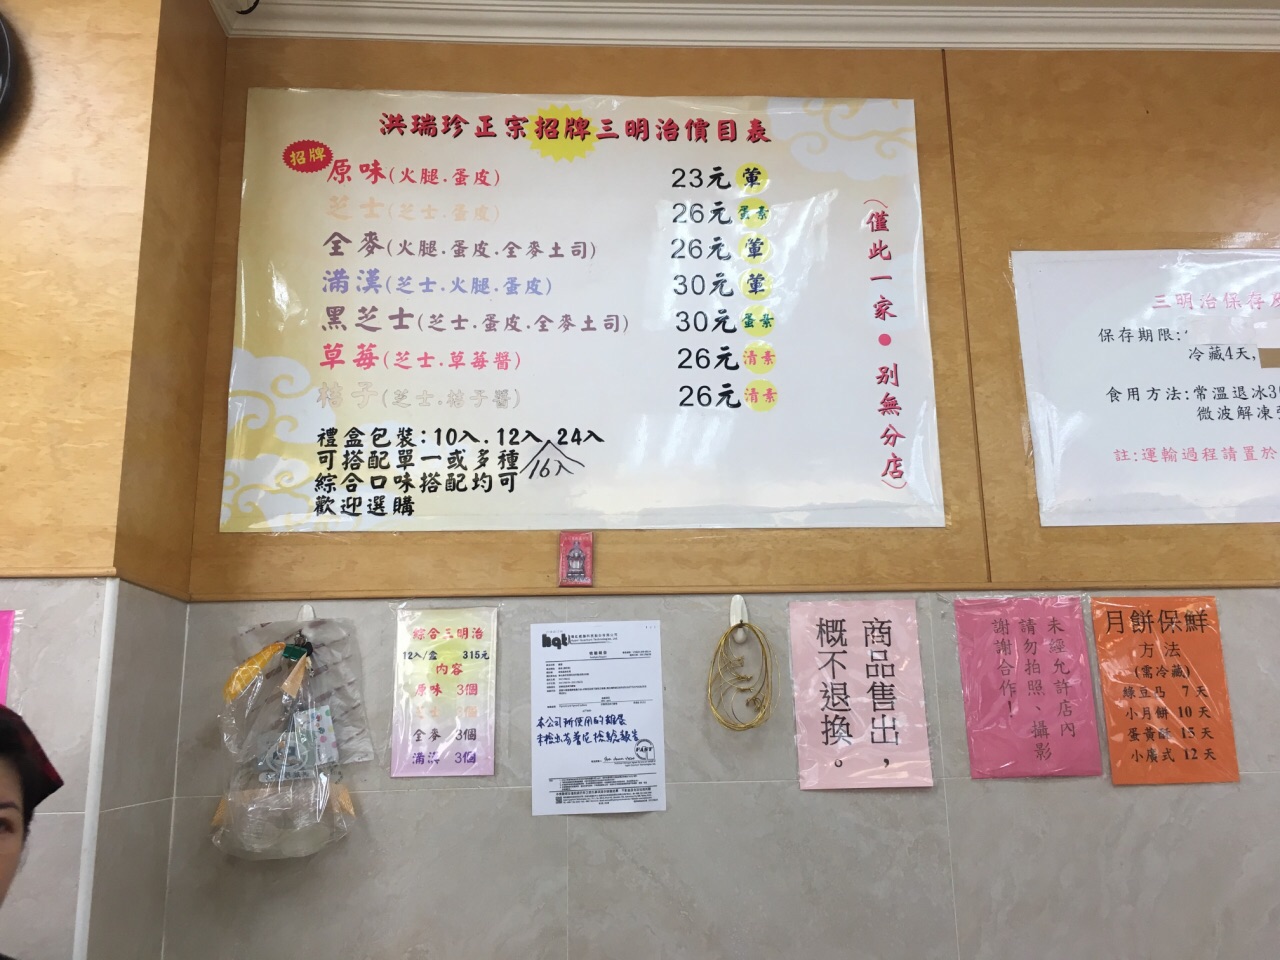 洪瑞珍正宗招牌三明治價目表
招牌
原味(火腿.蛋皮) 23元 葷
芝士(芝士.蛋皮) 26元 蛋素
全麥(火腿.蛋皮.全麥土司) 26元 葷
滿漢(芝士.火腿.蛋皮) 30元 葷
黑芝士(芝士.蛋皮.全麥土司) 30元 蛋素
草莓(芝士.草莓醬) 26元 清素
柚子(芝士.柚子醬) 26元 清素
禮盒包裝:10入.12入 24入
16入
可搭配單一或多種
綜合口味搭配均可
歡迎選購
(僅此一家●別無分店)
三明治保存
保存期限:
冷藏4天,
食用方法:常溫退冰30
微波解凍
註:運輸過程請置於
綜合三明治
12入/盒 315元
內容
原味 3個
芝士 3個
全麥 3個
滿漢 3個
hqt
本公司所使用的雞蛋
商品售出,
概不退換。
未經允許店內
請勿拍照、攝影
謝謝合作!
月餅保鮮
方法
(需冷藏)
綠豆凸 7天
小月餅 10天
蛋黃酥 15天
小廣式 12天